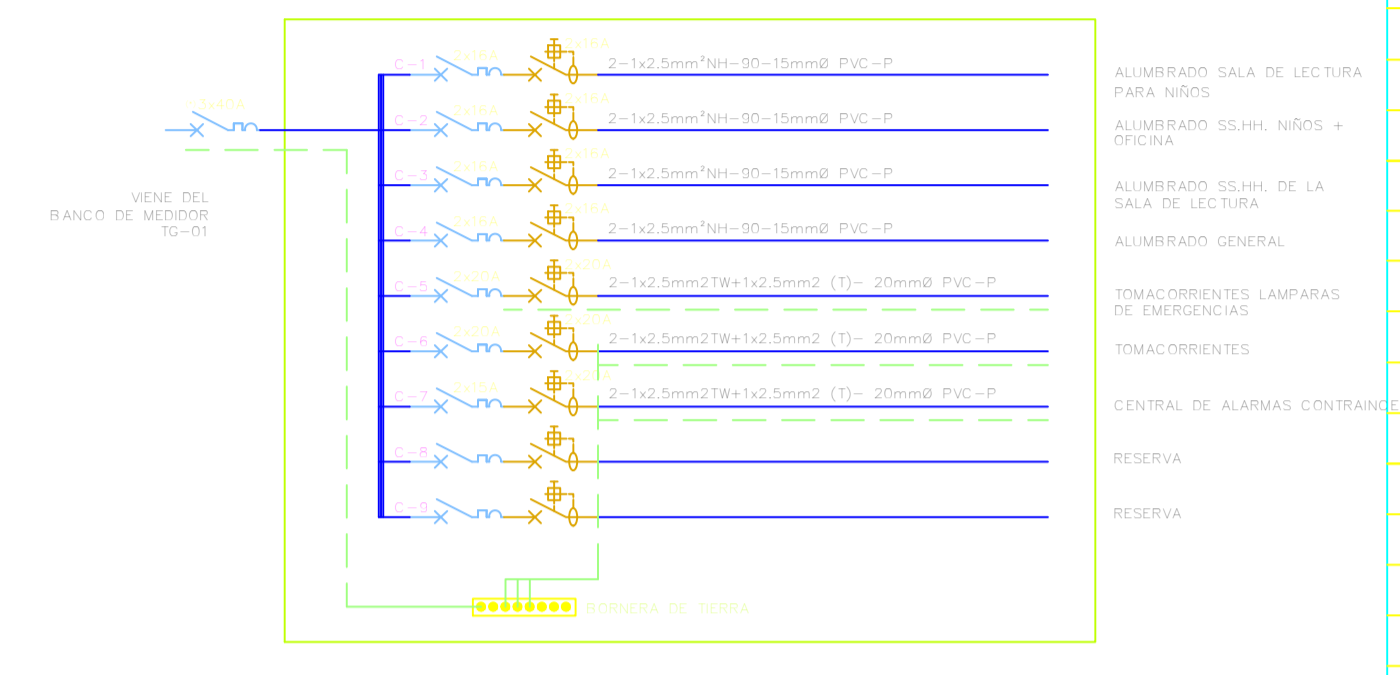 C-1 2x16A 2x16A 2-1x2.5mm²NH-90-15mmØ PVC-P
ALUMBRADO SALA DE LECTURA
PARA NIÑOS
3x40A
C-2 2x16A 2x16A 2-1x2.5mm²NH-90-15mmØ PVC-P
ALUMBRADO SS.HH. NIÑOS +
OFICINA
VIENE DEL
BANCO DE MEDIDOR
TG-01
C-3 2x16A 2x16A 2-1x2.5mm²NH-90-15mmØ PVC-P
ALUMBRADO SS.HH. DE LA
SALA DE LECTURA
C-4 2x16A 2x16A 2-1x2.5mm²NH-90-15mmØ PVC-P
ALUMBRADO GENERAL
C-5 2x20A 2x20A 2-1x2.5mm2TW+1x2.5mm2 (T)- 20mmØ PVC-P
TOMACORRIENTES LAMPARAS
DE EMERGENCIAS
C-6 2x20A 2x20A 2-1x2.5mm2TW+1x2.5mm2 (T)- 20mmØ PVC-P
TOMACORRIENTES
C-7 2x20A 2-1x2.5mm2TW+1x2.5mm2 (T)- 20mmØ PVC-P
CENTRAL DE ALARMAS CONTRAINCE
C-8
RESERVA
C-9
RESERVA
BORNERA DE TIERRA